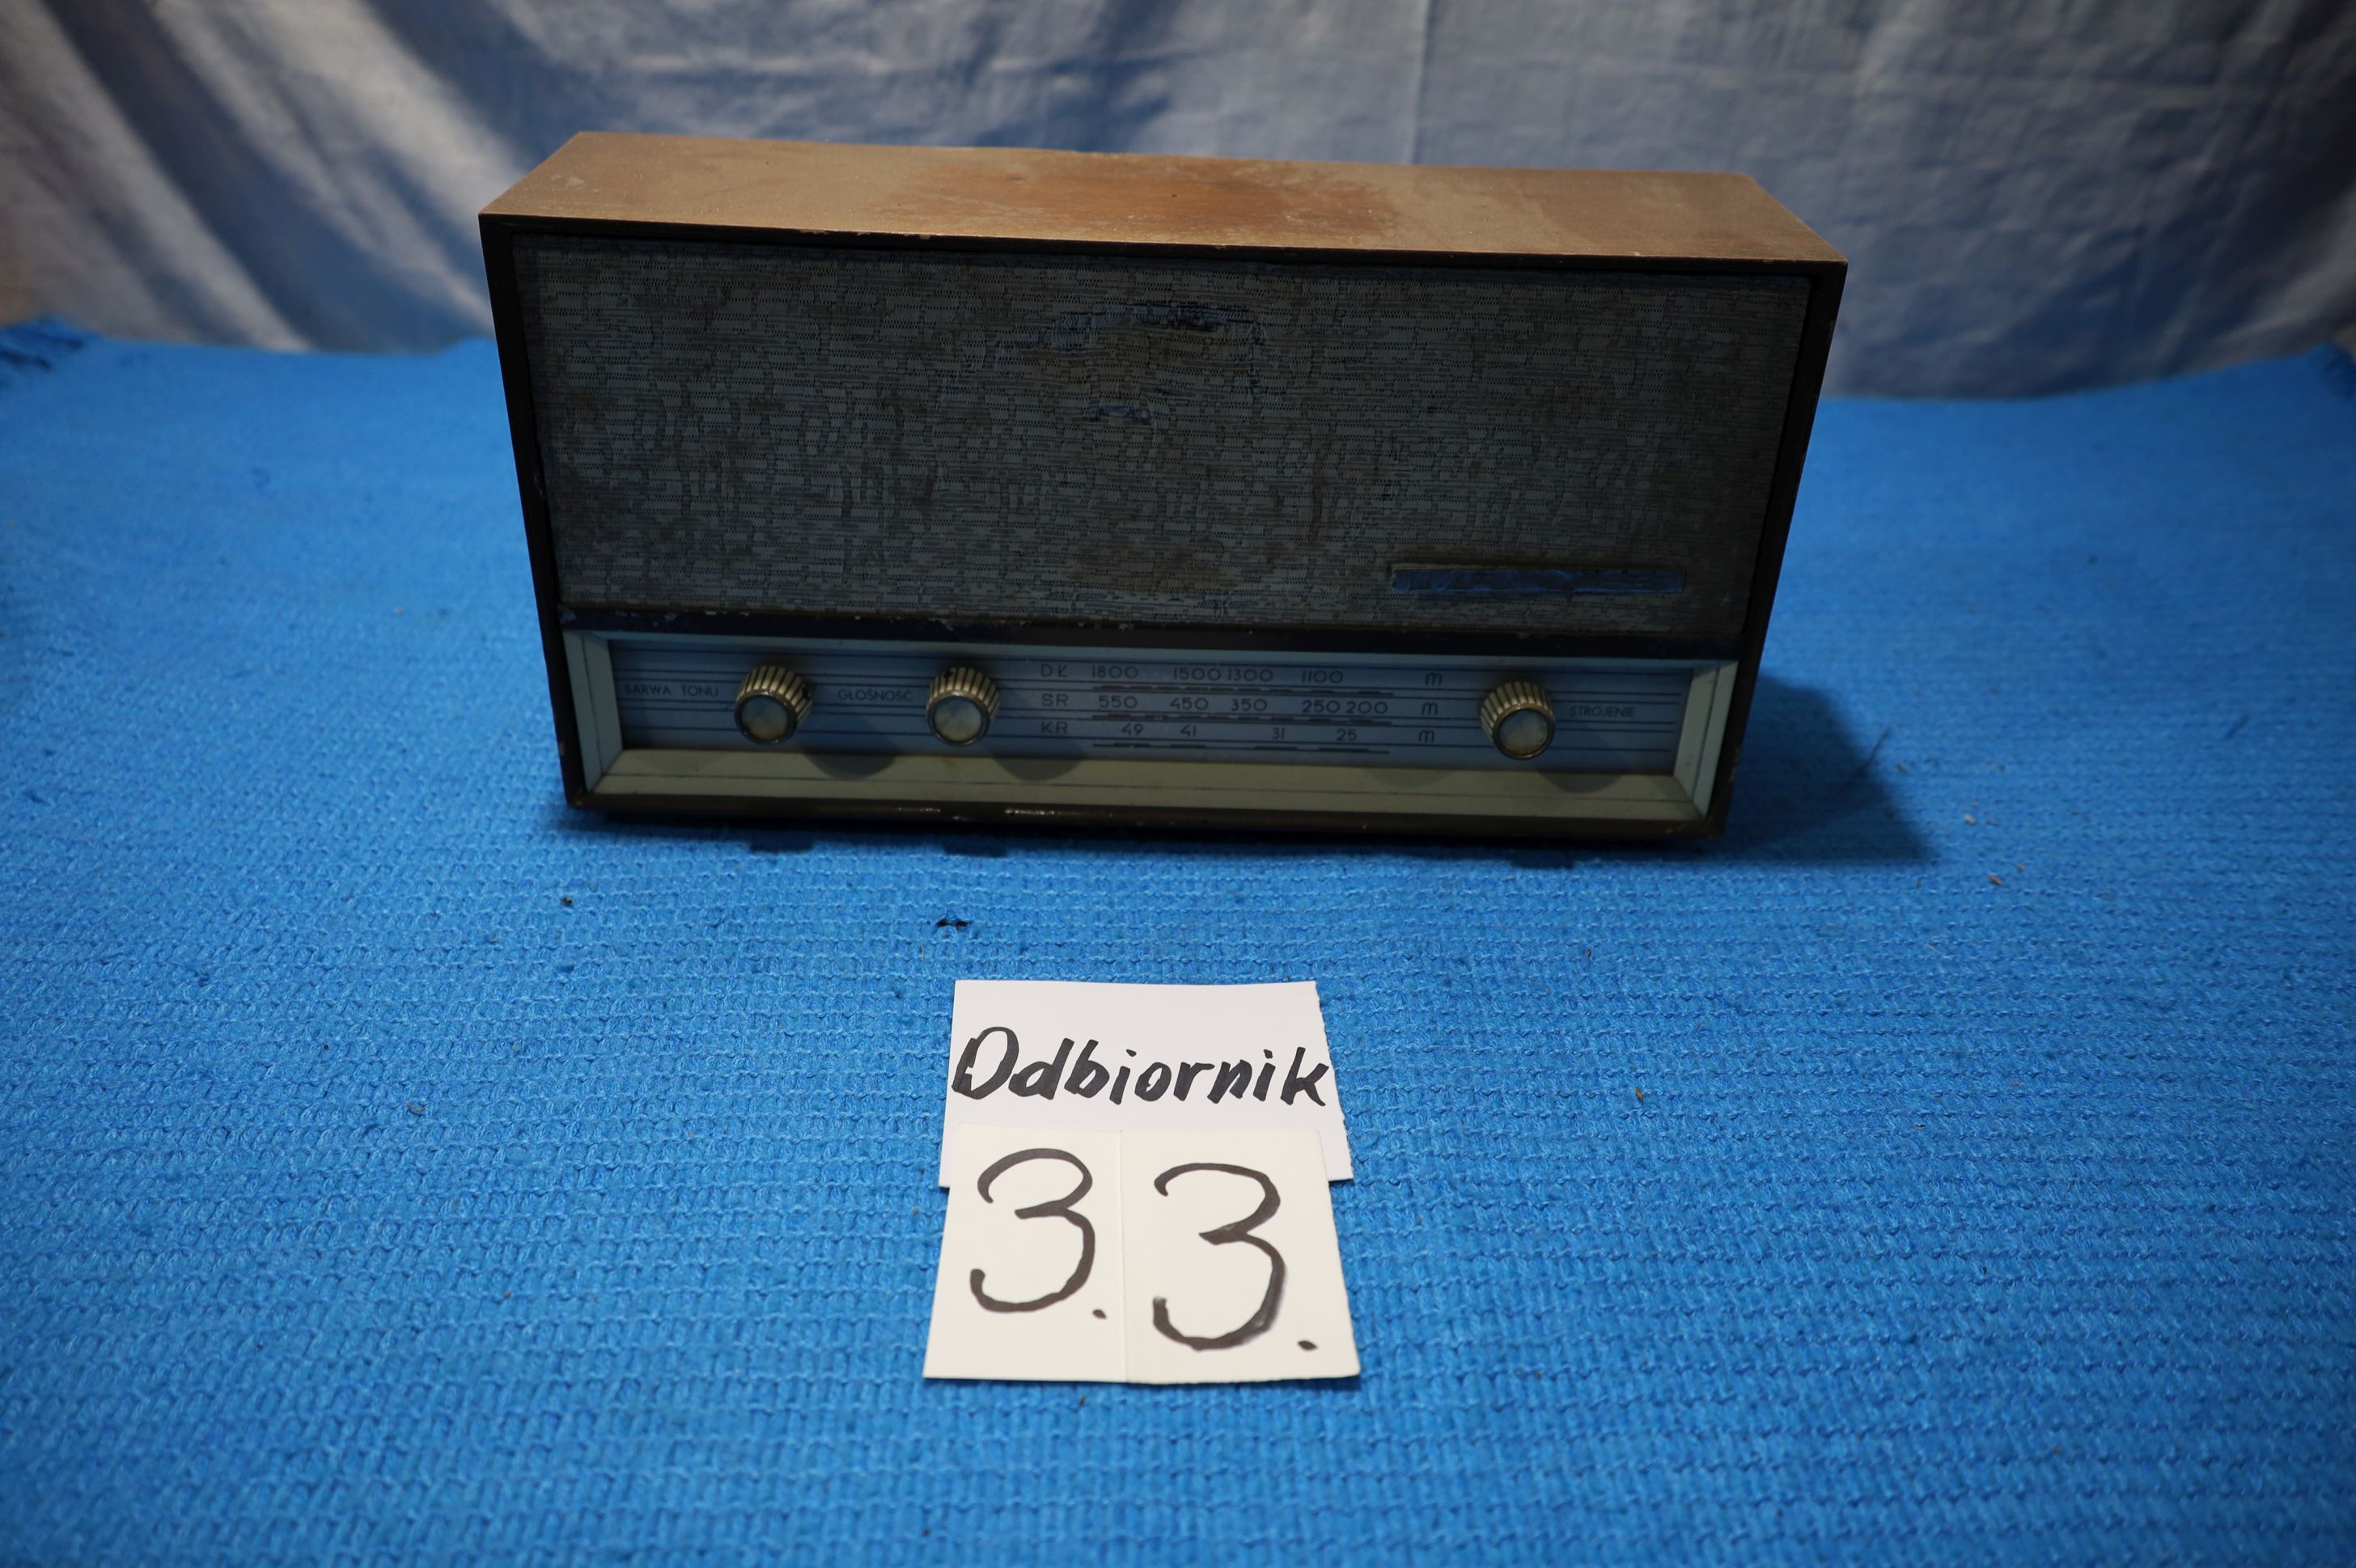 BARWA TONU
GŁOŚNOŚĆ
DŁ 1800 1500 1300 1100 m
SR 550 450 350 250 200 m
KR 49 41 31 25 m
STROJENIE
Odbiornik
3. 3.